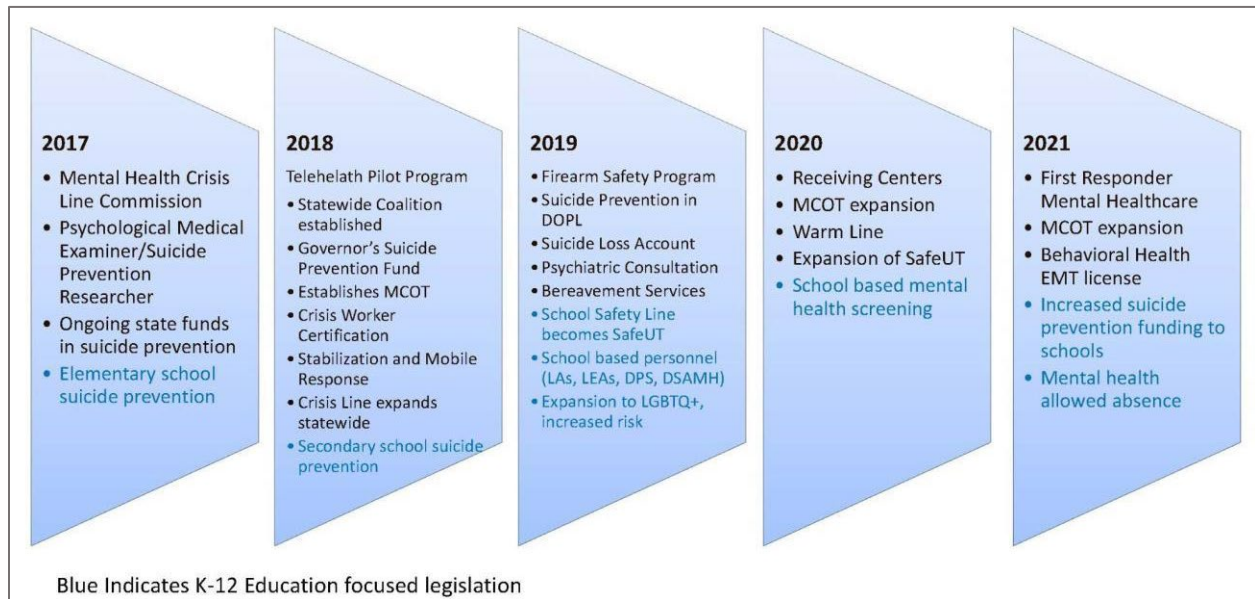 2017
• Mental Health Crisis
Line Commission
• Psychological Medical
Examiner/Suicide
Prevention
Researcher
• Ongoing state funds
in suicide prevention
• Elementary school
suicide prevention
2018
Telehelath Pilot Program
• Statewide Coalition
established
• Governor's Suicide
Prevention Fund
• Establishes MCOT
• Crisis Worker
Certification
• Stabilization and Mobile
Response
• Crisis Line expands
statewide
• Secondary school suicide
prevention
2019
• Firearm Safety Program
• Suicide Prevention in
DOPL
• Suicide Loss Account
• Psychiatric Consultation
• Bereavement Services
• School Safety Line
becomes SafeUT
• School based personnel
(LAs, LEAs, DPS, DSAMH)
• Expansion to LGBTQ+,
increased risk
2020
• Receiving Centers
• MCOT expansion
• Warm Line
• Expansion of SafeUT
• School based mental
health screening
2021
• First Responder
Mental Healthcare
• MCOT expansion
• Behavioral Health
EMT license
• Increased suicide
prevention funding to
schools
• Mental health
allowed absence
Blue Indicates K-12 Education focused legislation